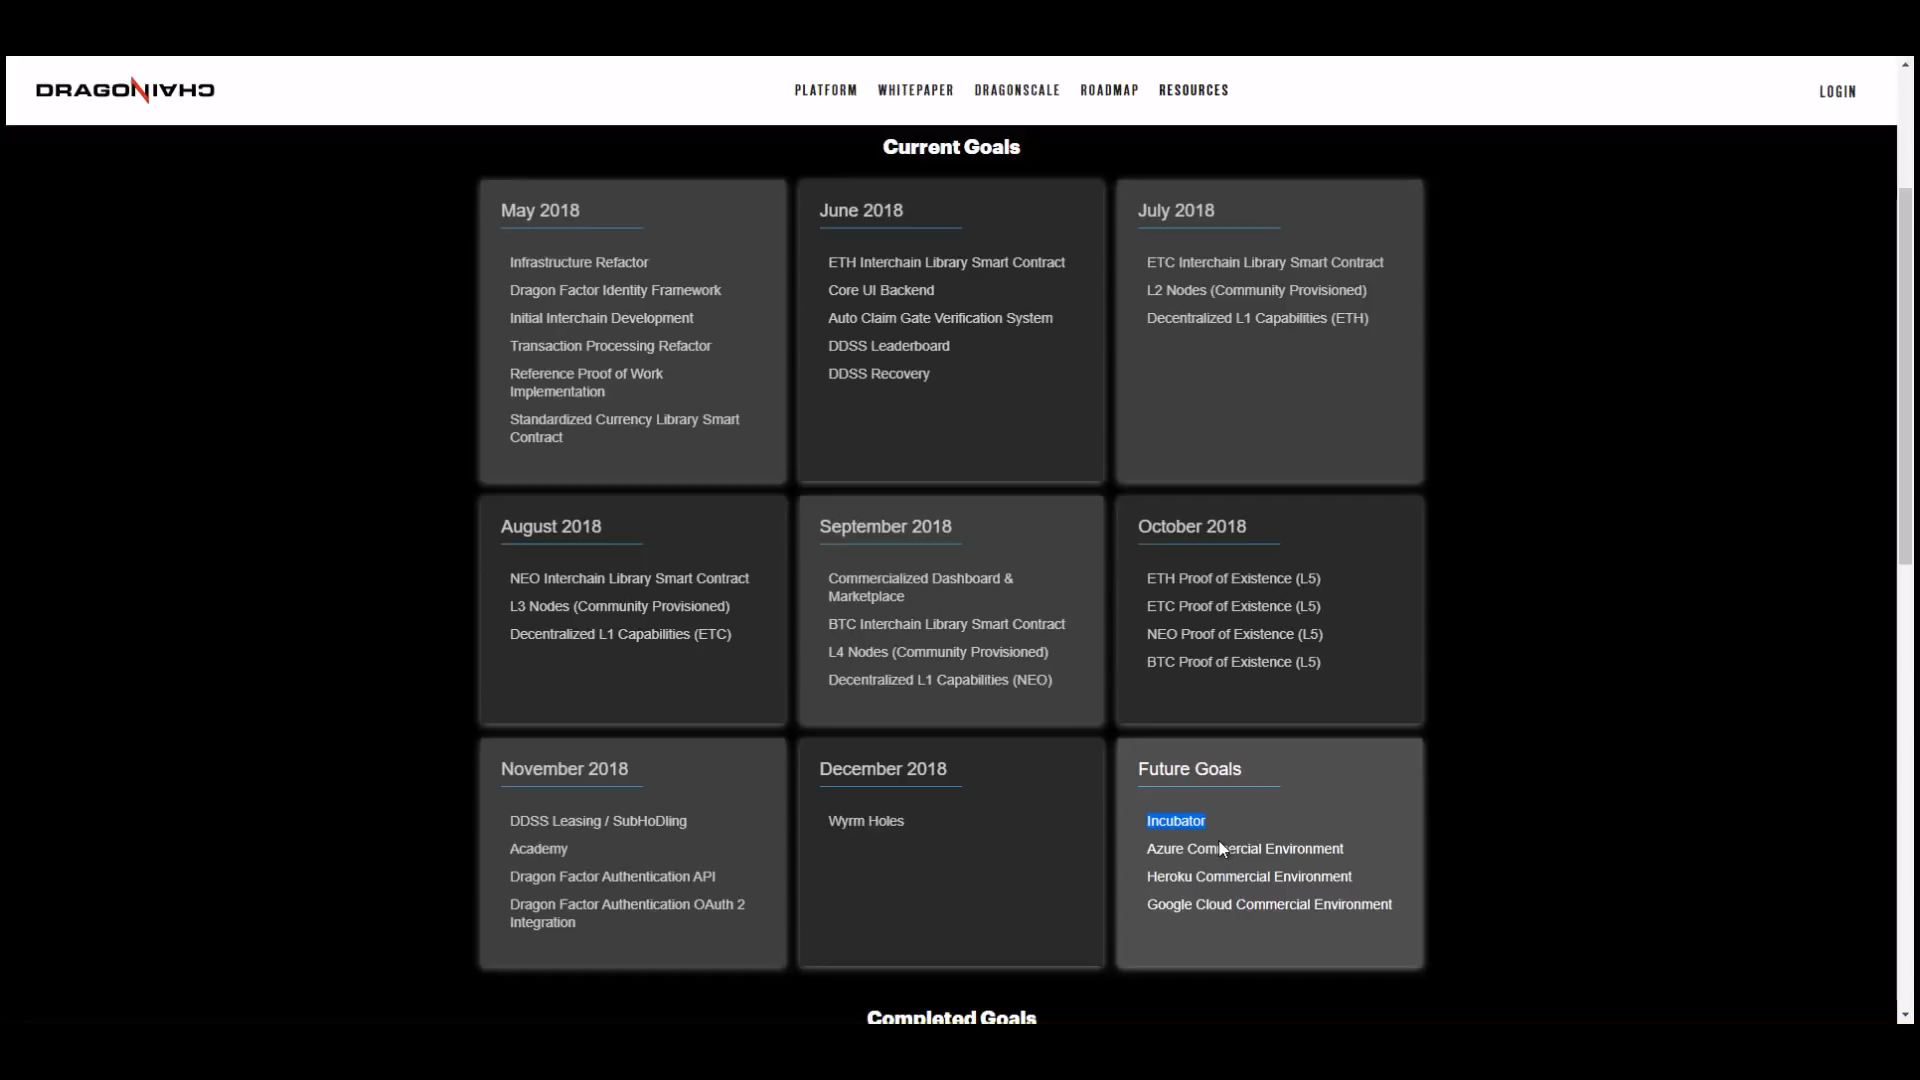 DRAGONCHAIN
PLATFORM WHITEPAPER DRAGONSCALE ROADMAP RESOURCES
LOGIN
Current Goals
May 2018
Infrastructure Refactor
Dragon Factor Identity Framework
Initial Interchain Development
Transaction Processing Refactor
Reference Proof of Work
Implementation
Standardized Currency Library Smart
Contract
June 2018
ETH Interchain Library Smart Contract
Core UI Backend
Auto Claim Gate Verification System
DDSS Leaderboard
DDSS Recovery
July 2018
ETC Interchain Library Smart Contract
L2 Nodes (Community Provisioned)
Decentralized L1 Capabilities (ETH)
August 2018
NEO Interchain Library Smart Contract
L3 Nodes (Community Provisioned)
Decentralized L1 Capabilities (ETC)
September 2018
Commercialized Dashboard &
Marketplace
BTC Interchain Library Smart Contract
L4 Nodes (Community Provisioned)
Decentralized L1 Capabilities (NEO)
October 2018
ETH Proof of Existence (L5)
ETC Proof of Existence (L5)
NEO Proof of Existence (L5)
BTC Proof of Existence (L5)
November 2018
DDSS Leasing / SubHoDling
Academy
Dragon Factor Authentication API
Dragon Factor Authentication OAuth 2
Integration
December 2018
Wyrm Holes
Future Goals
Incubator
Azure Commercial Environment
Heroku Commercial Environment
Google Cloud Commercial Environment
Completed Goals